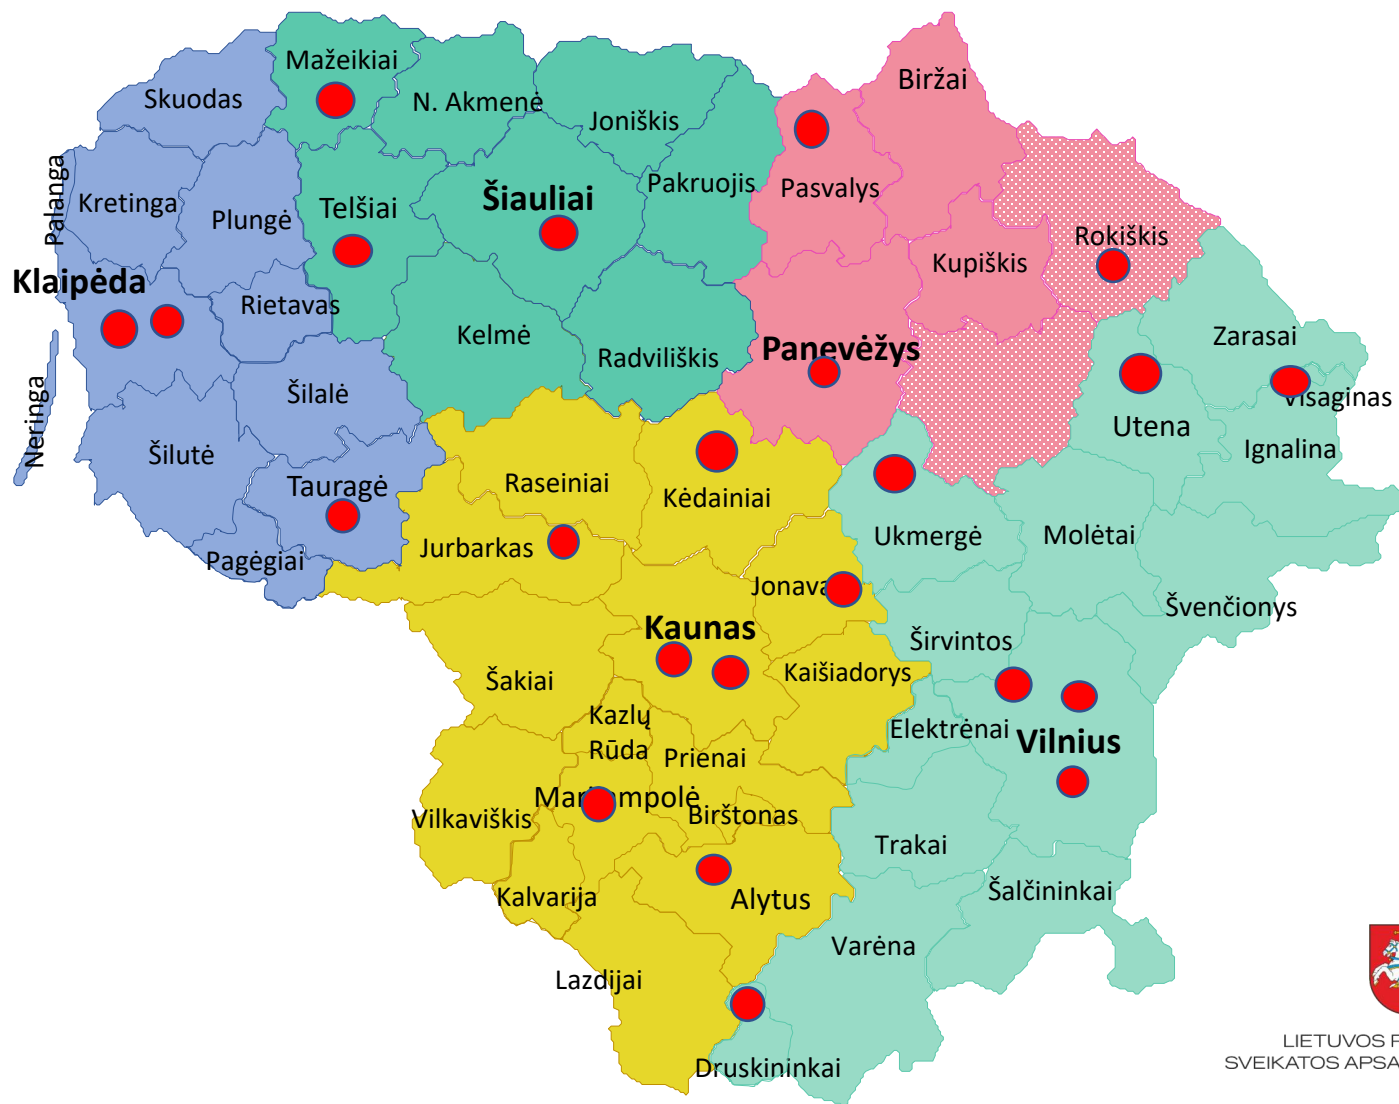 Mažeikiai
Biržai
Skuodas
N. Akmenė
Joniškis
Palanga
Kretinga
Plungė
Telšiai
Šiauliai
Pakruojis
Pasvalys
Rokiškis
Kupiškis
Klaipėda
Rietavas
Kelmė
Radviliškis
Panevėžys
Zarasai
Visaginas
Neringa
Šilalė
Šilutė
Utena
Ignalina
Tauragė
Raseiniai
Kėdainiai
Ukmergė
Molėtai
Pagėgiai
Jurbarkas
Jonava
Švenčionys
Kaunas
Širvintos
Šakiai
Kaišiadorys
Kazlų
Rūda
Prienai
Elektrėnai
Vilnius
Vilkaviškis
Birštonas
Trakai
Kalvarija
Alytus
Šalčininkai
Varėna
Lazdijai
Druskininkai
LIETUVOS
SVEIKATOS